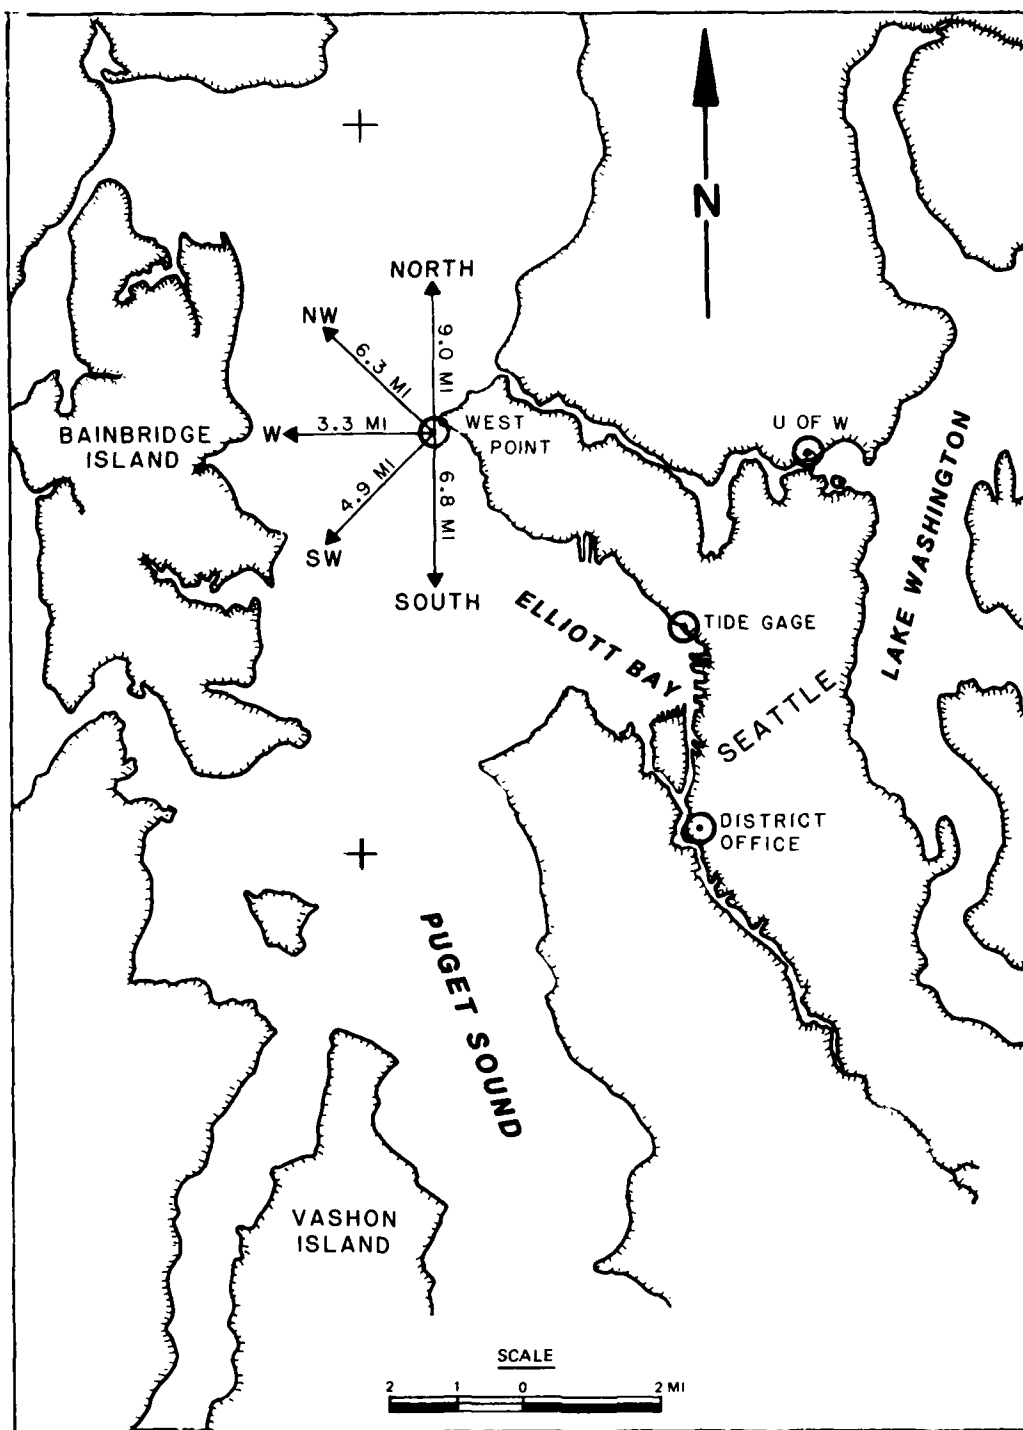 N
NORTH
NW
9.0 MI
6.3 MI
W
3.3 MI
WEST
POINT
BAINBRIDGE
ISLAND
U OF W
4.9 MI
6.8 MI
SW
SOUTH
LAKE WASHINGTON
ELLIOTT BAY
TIDE GAGE
SEATTLE
DISTRICT
OFFICE
PUGET SOUND
VASHON
ISLAND
SCALE
2 1 0 2 MI